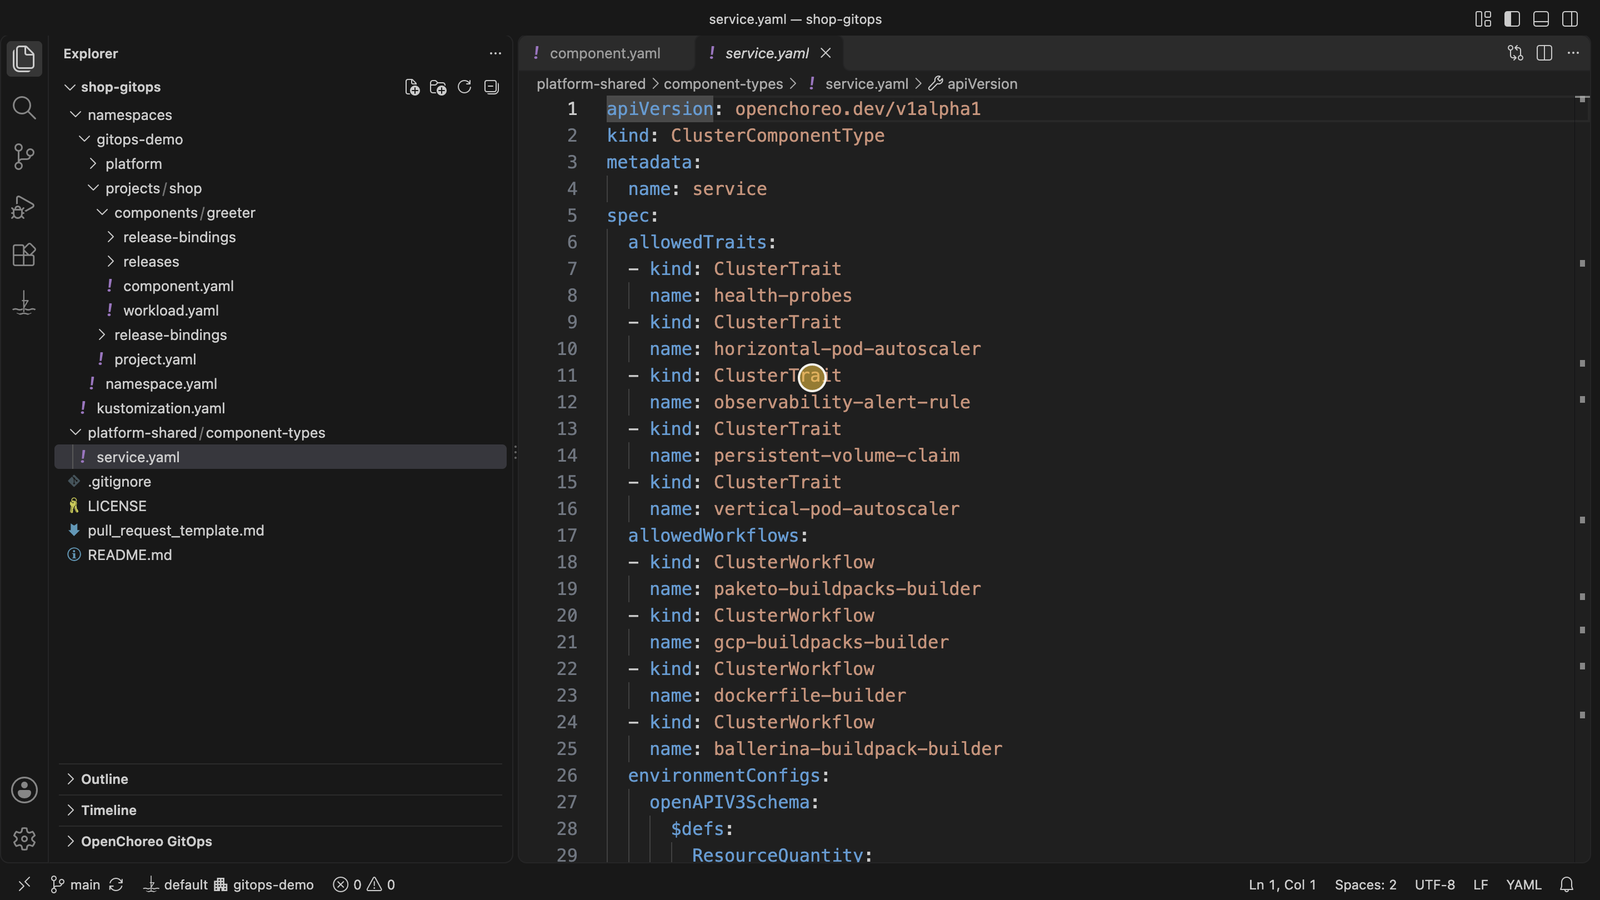 service.yaml — shop-gitops
Explorer
shop-gitops
namespaces
gitops-demo
platform
projects/shop
components/greeter
release-bindings
releases
! component.yaml
! workload.yaml
release-bindings
! project.yaml
! namespace.yaml
! kustomization.yaml
platform-shared/component-types
! service.yaml
.gitignore
LICENSE
pull_request_template.md
README.md
Outline
Timeline
OpenChoreo GitOps
! component.yaml
! service.yaml
platform-shared > component-types > ! service.yaml > apiVersion
1 apiVersion: openchoreo.dev/v1alpha1
2 kind: ClusterComponentType
3 metadata:
4 name: service
5 spec:
6 allowedTraits:
7 - kind: ClusterTrait
8 name: health-probes
9 - kind: ClusterTrait
10 name: horizontal-pod-autoscaler
11 - kind: ClusterTrait
12 name: observability-alert-rule
13 - kind: ClusterTrait
14 name: persistent-volume-claim
15 - kind: ClusterTrait
16 name: vertical-pod-autoscaler
17 allowedWorkflows:
18 - kind: ClusterWorkflow
19 name: paketo-buildpacks-builder
20 - kind: ClusterWorkflow
21 name: gcp-buildpacks-builder
22 - kind: ClusterWorkflow
23 name: dockerfile-builder
24 - kind: ClusterWorkflow
25 name: ballerina-buildpack-builder
26 environmentConfigs:
27 openAPIV3Schema:
28 $defs:
29 ResourceQuantity:
main default gitops-demo 0 0 Ln 1, Col 1 Spaces: 2 UTF-8 LF YAML